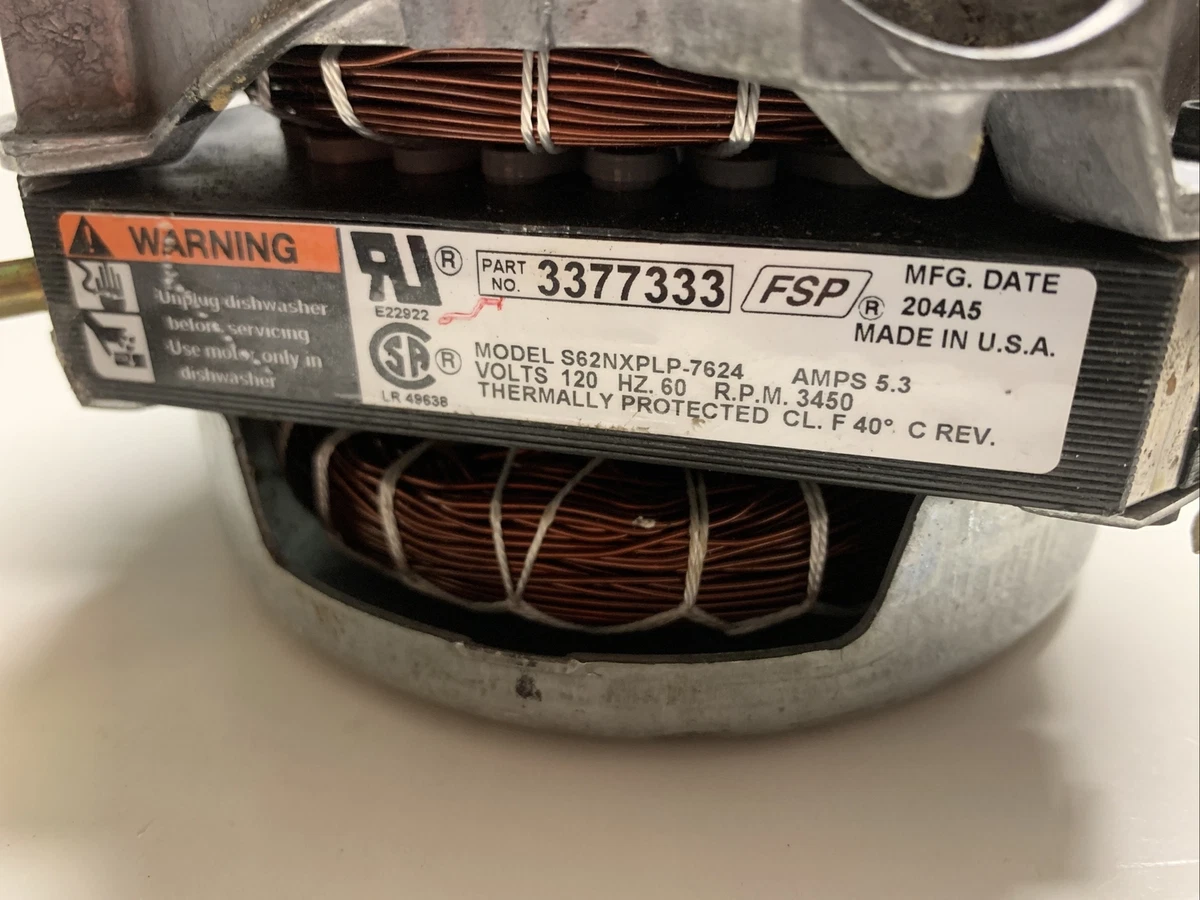 WARNING
Unplug dishwasher
before servicing
Use motor only in
dishwasher
RU ®
E22922
SA ®
LR 49638
PART NO. 3377333 FSP ®
MFG. DATE
204A5
MADE IN U.S.A.
MODEL S62NXPLP-7624 AMPS 5.3
VOLTS 120 HZ. 60 R.P.M. 3450
THERMALLY PROTECTED CL. F 40° C REV.